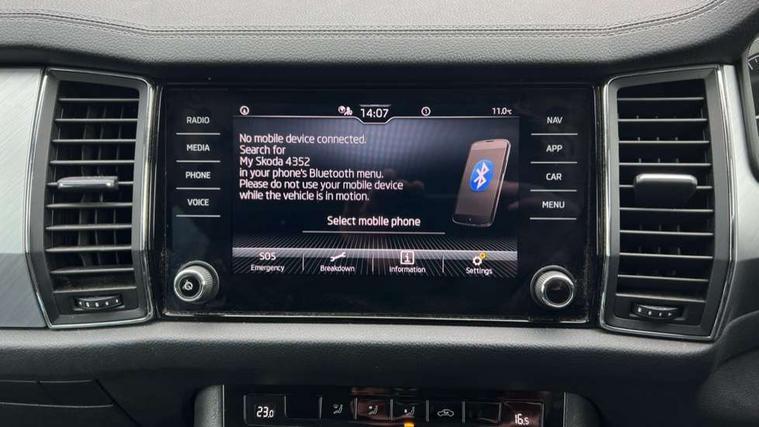 14:07
11.0°c
RADIO
MEDIA
PHONE
VOICE
No mobile device connected.
Search for
My Skoda 4352
in your phone's Bluetooth menu.
Please do not use your mobile device
while the vehicle is in motion.
Select mobile phone
SOS
Emergency
Breakdown
Information
Settings
NAV
APP
CAR
MENU
23.0
16.5